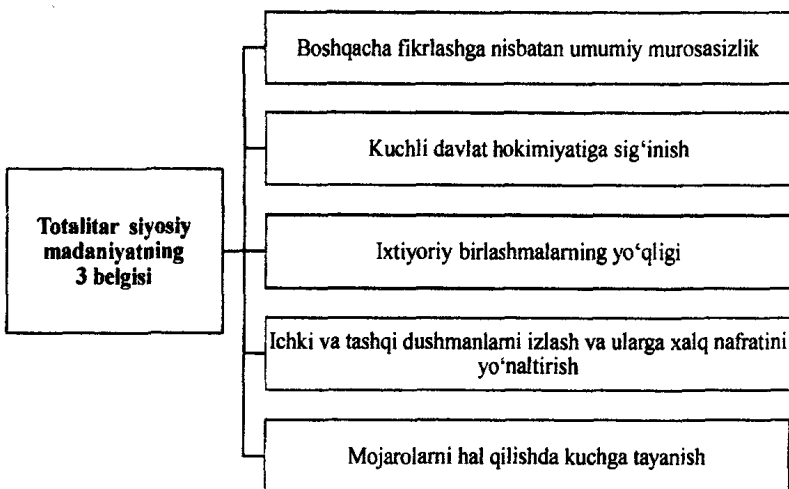 Boshqacha fikrlashga nisbatan umumiy murosasizlik
Kuchli davlat hokimiyatiga sig‘inish
Totalitar siyosiy
madaniyatning
3 belgisi
Ixtiyoriy birlashmalarning yo‘qligi
Ichki va tashqi dushmanlarni izlash va ularga xalq nafratini
yo‘naltirish
Mojarolarni hal qilishda kuchga tayanish